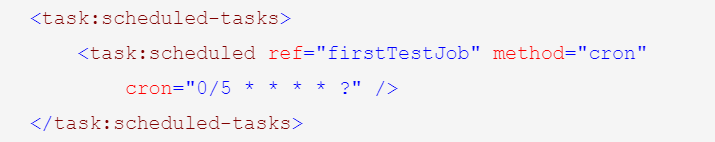 <task:scheduled-tasks>
<task:scheduled ref="firstTestJob" method="cron"
cron="0/5 * * * * ?" />
</task:scheduled-tasks>